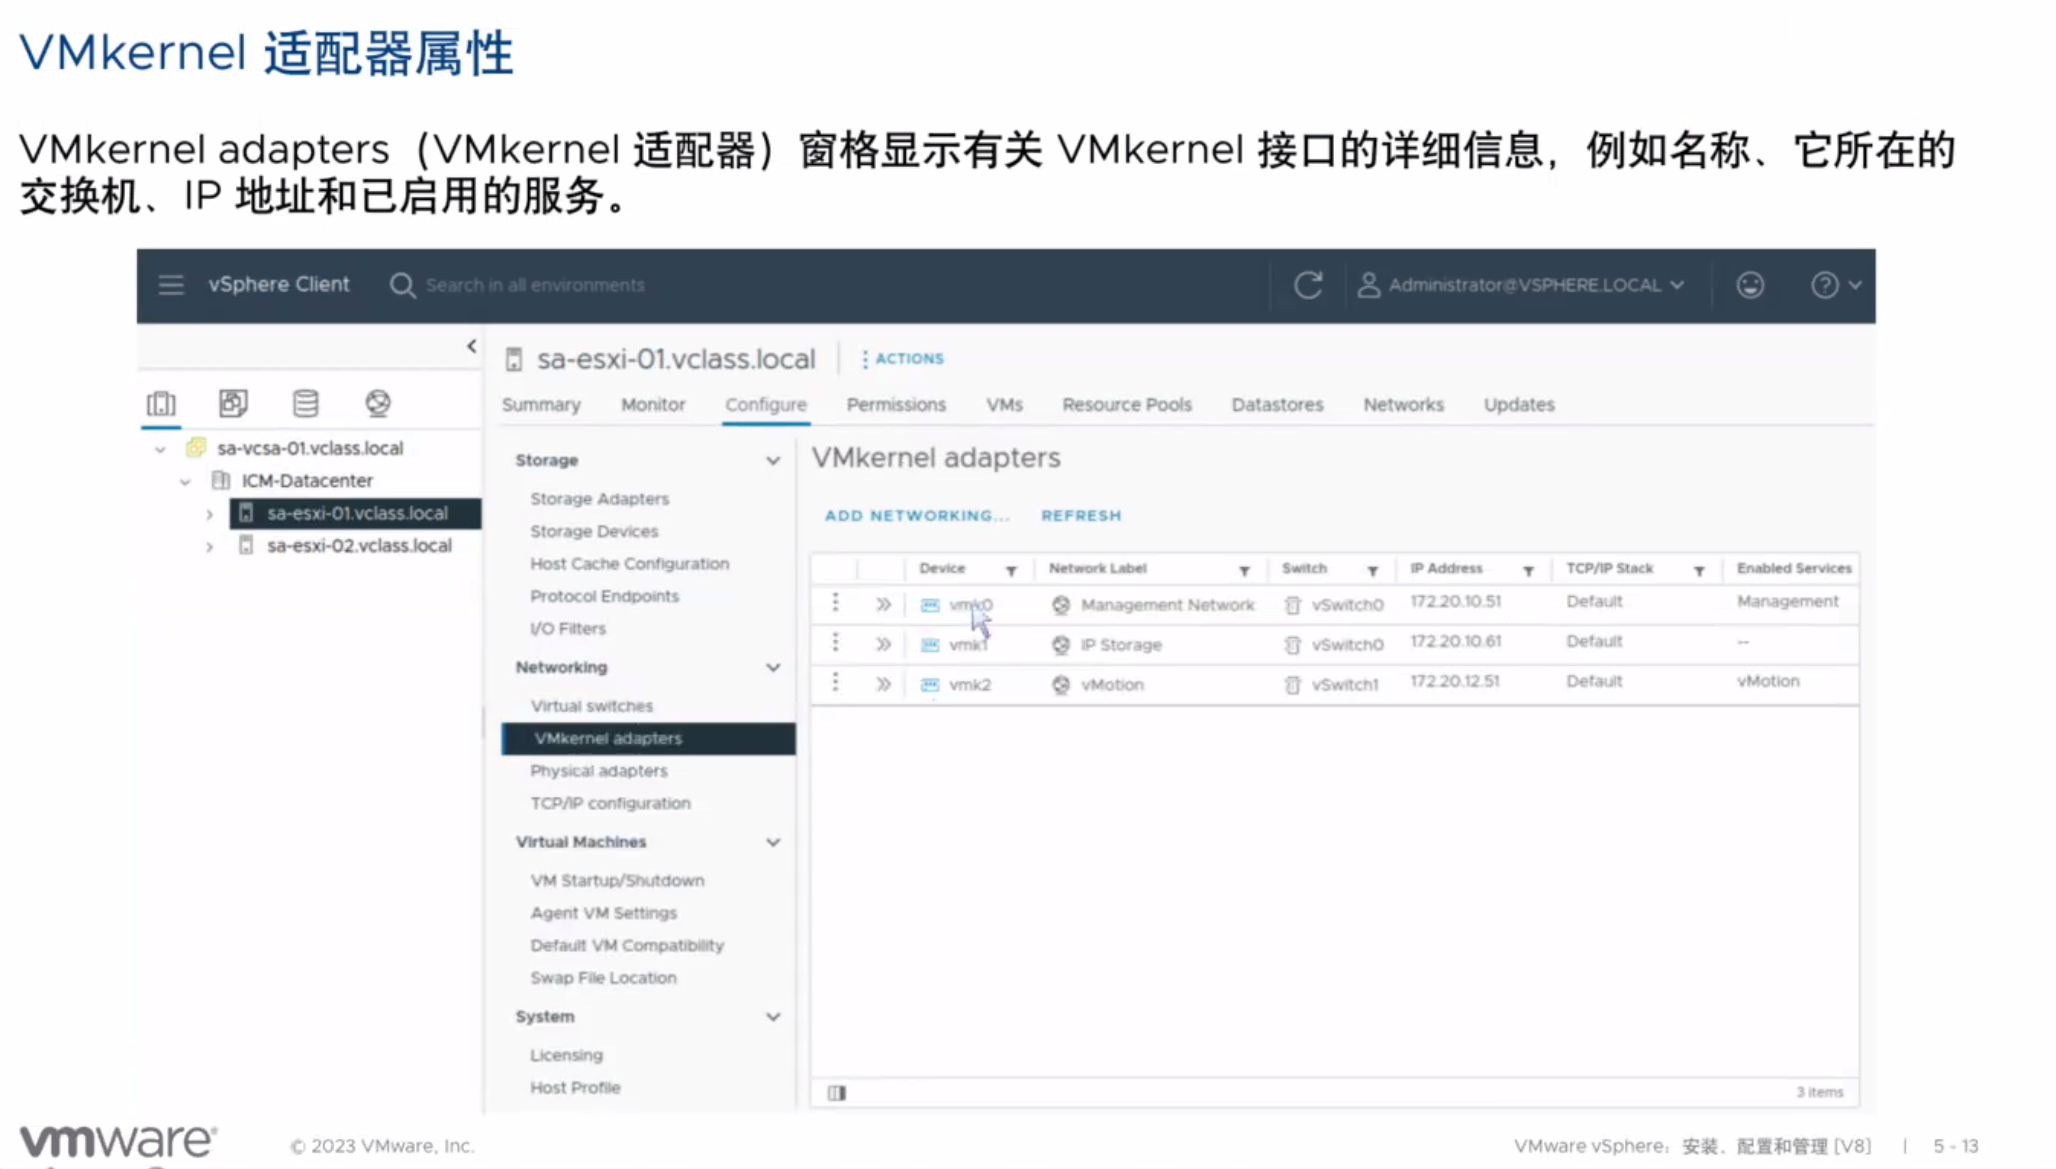 VMkernel 适配器属性
VMkernel adapters（VMkernel 适配器）窗格显示有关 VMkernel 接口的详细信息，例如名称、它所在的
交换机、IP 地址和已启用的服务。
vSphere Client
Search in all environments
Administrator@VSPHERE.LOCAL
sa-vcsa-01.vclass.local
ICM-Datacenter
sa-esxi-01.vclass.local
sa-esxi-02.vclass.local
sa-esxi-01.vclass.local
ACTIONS
Summary Monitor Configure Permissions VMs Resource Pools Datastores Networks Updates
Storage
Storage Adapters
Storage Devices
Host Cache Configuration
Protocol Endpoints
I/O Filters
Networking
Virtual switches
VMkernel adapters
Physical adapters
TCP/IP configuration
Virtual Machines
VM Startup/Shutdown
Agent VM Settings
Default VM Compatibility
Swap File Location
System
Licensing
Host Profile
VMkernel adapters
ADD NETWORKING... REFRESH
Device Network Label Switch IP Address TCP/IP Stack Enabled Services
vmk0 Management Network vSwitch0 172.20.10.51 Default Management
vmk1 IP Storage vSwitch0 172.20.10.61 Default --
vmk2 vMotion vSwitch1 172.20.12.51 Default vMotion
3 items
vmware®
© 2023 VMware, Inc.
VMware vSphere：安装、配置和管理 [V8] | 5 - 13